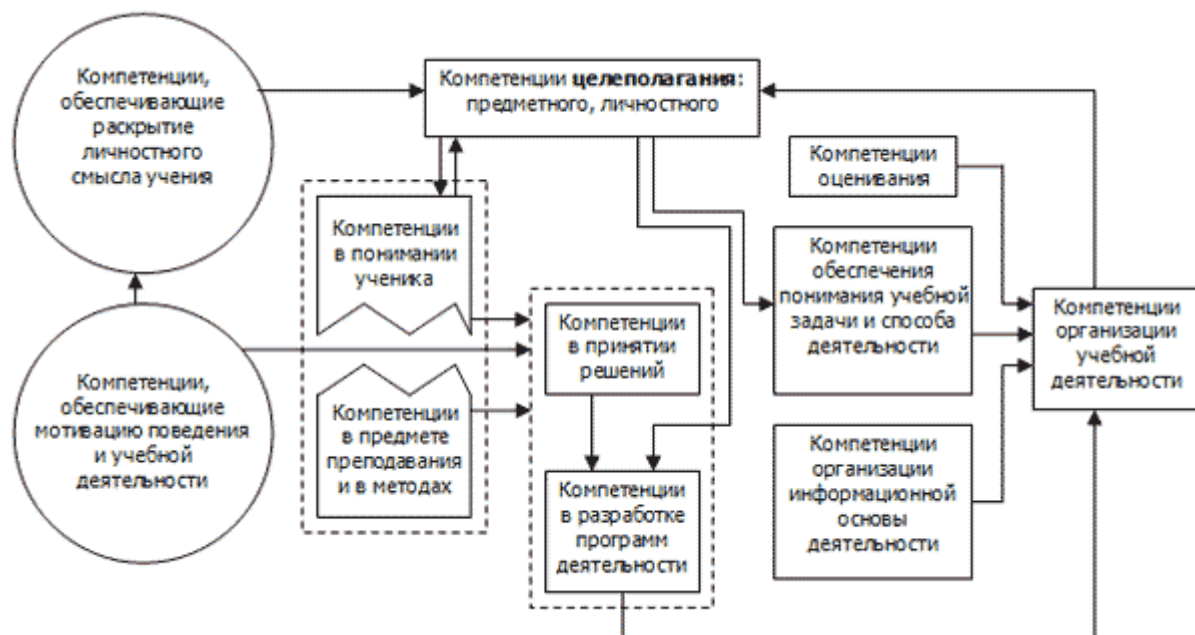 Компетенции,
обеспечивающие
раскрытие
личностного
смысла учения
Компетенции целеполагания:
предметного, личностного
Компетенции
оценивания
Компетенции
в понимании
ученика
Компетенции
обеспечения
понимания учебной
задачи и способа
деятельности
Компетенции
организации
учебной
деятельности
Компетенции
в принятии
решений
Компетенции,
обеспечивающие
мотивацию поведения
и учебной
деятельности
Компетенции
в предмете
преподавания
и в методах
Компетенции
в разработке
программ
деятельности
Компетенции
организации
информационной
основы
деятельности